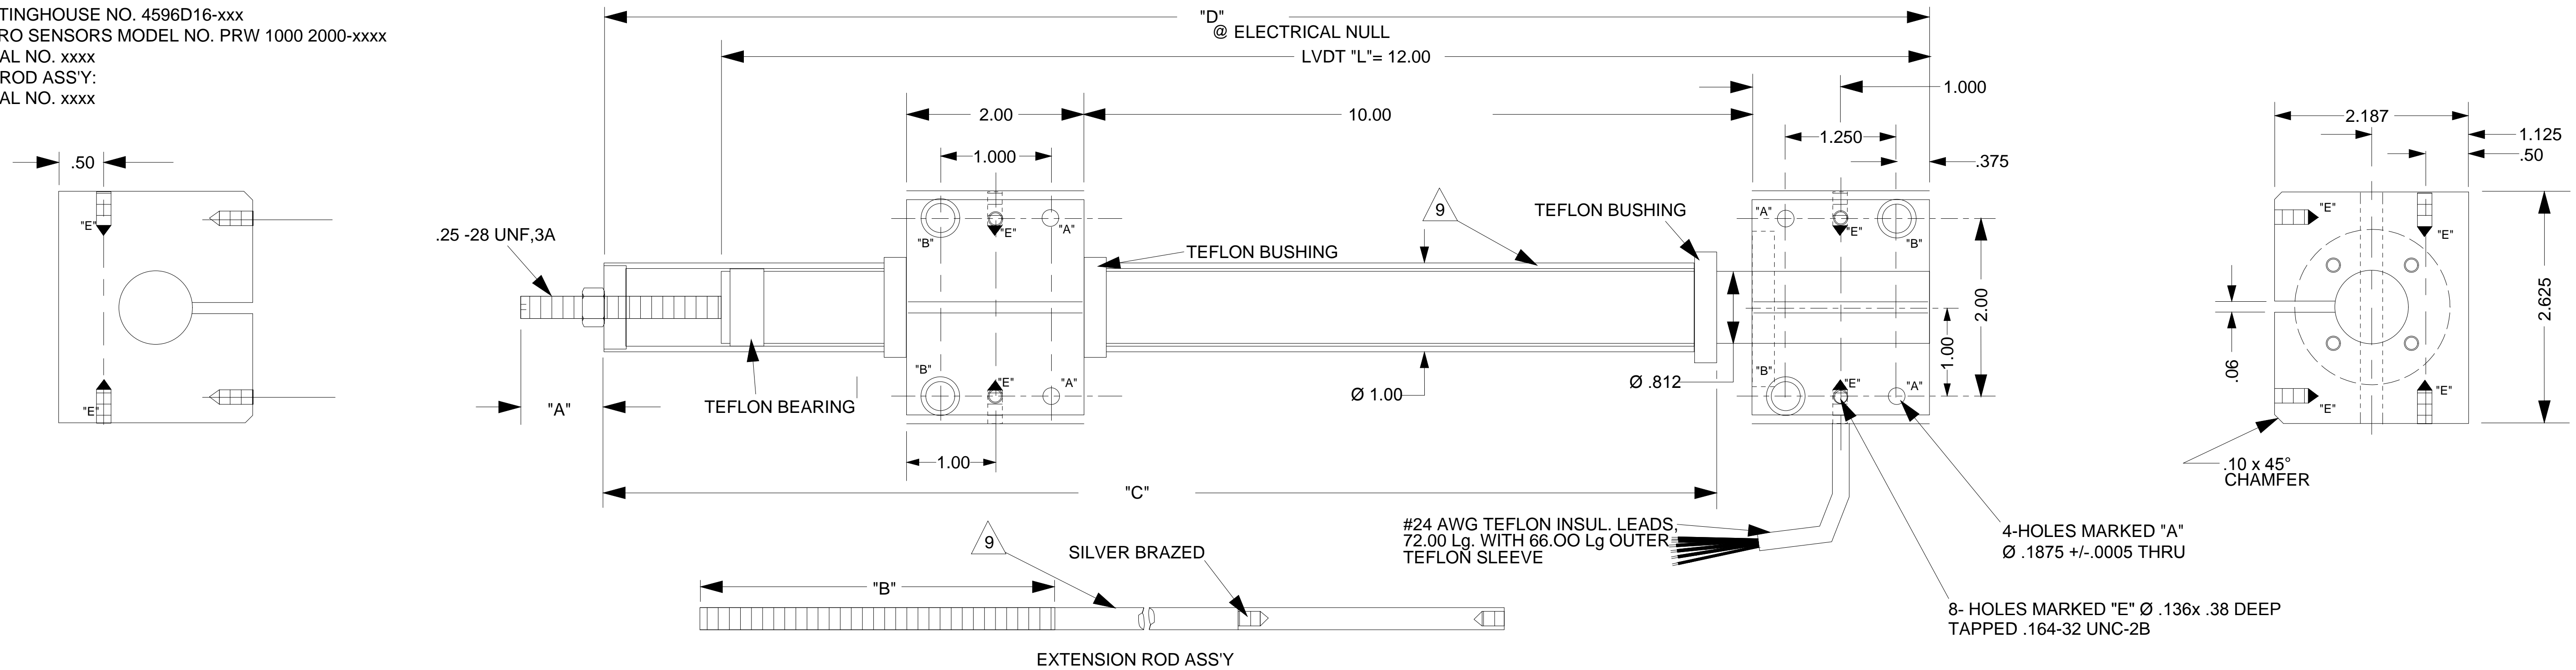 TINGHOUSE NO. 4596D16-xxx
RO SENSORS MODEL NO. PRW 1000 2000-xxxx
AL NO. xxxx
ROD ASS'Y:
AL NO. xxxx
"D"
@ ELECTRICAL NULL
LVDT "L"= 12.00
1.000
2.00
10.00
2.187
1.125
.50
1.250
.375
.50
1.000
9
TEFLON BUSHING
"E"
"B"
"E"
"A"
"A"
"E"
"B"
"E"
"E"
.25 -28 UNF,3A
TEFLON BUSHING
2.00
1.00
2.625
.06
"B"
"E"
"A"
Ø 1.00
Ø .812
"B"
"E"
"A"
"E"
"E"
"E"
"A"
TEFLON BEARING
1.00
"C"
.10 x 45°
CHAMFER
#24 AWG TEFLON INSUL. LEADS,
72.00 Lg. WITH 66.OO Lg OUTER
TEFLON SLEEVE
4-HOLES MARKED "A"
Ø .1875 +/-.0005 THRU
9
SILVER BRAZED
"B"
8- HOLES MARKED "E" Ø .136x .38 DEEP
TAPPED .164-32 UNC-2B
EXTENSION ROD ASS'Y